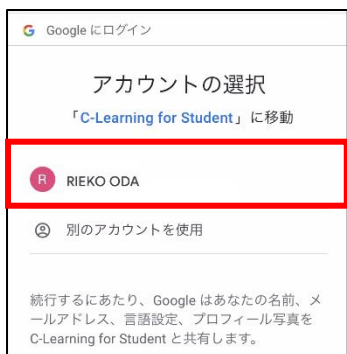 Google にログイン
アカウントの選択
「C-Learning for Student」に移動
R RIEKO ODA
別のアカウントを使用
続行するにあたり、Google はあなたの名前、メ
ールアドレス、言語設定、プロフィール写真を
C-Learning for Student と共有します。